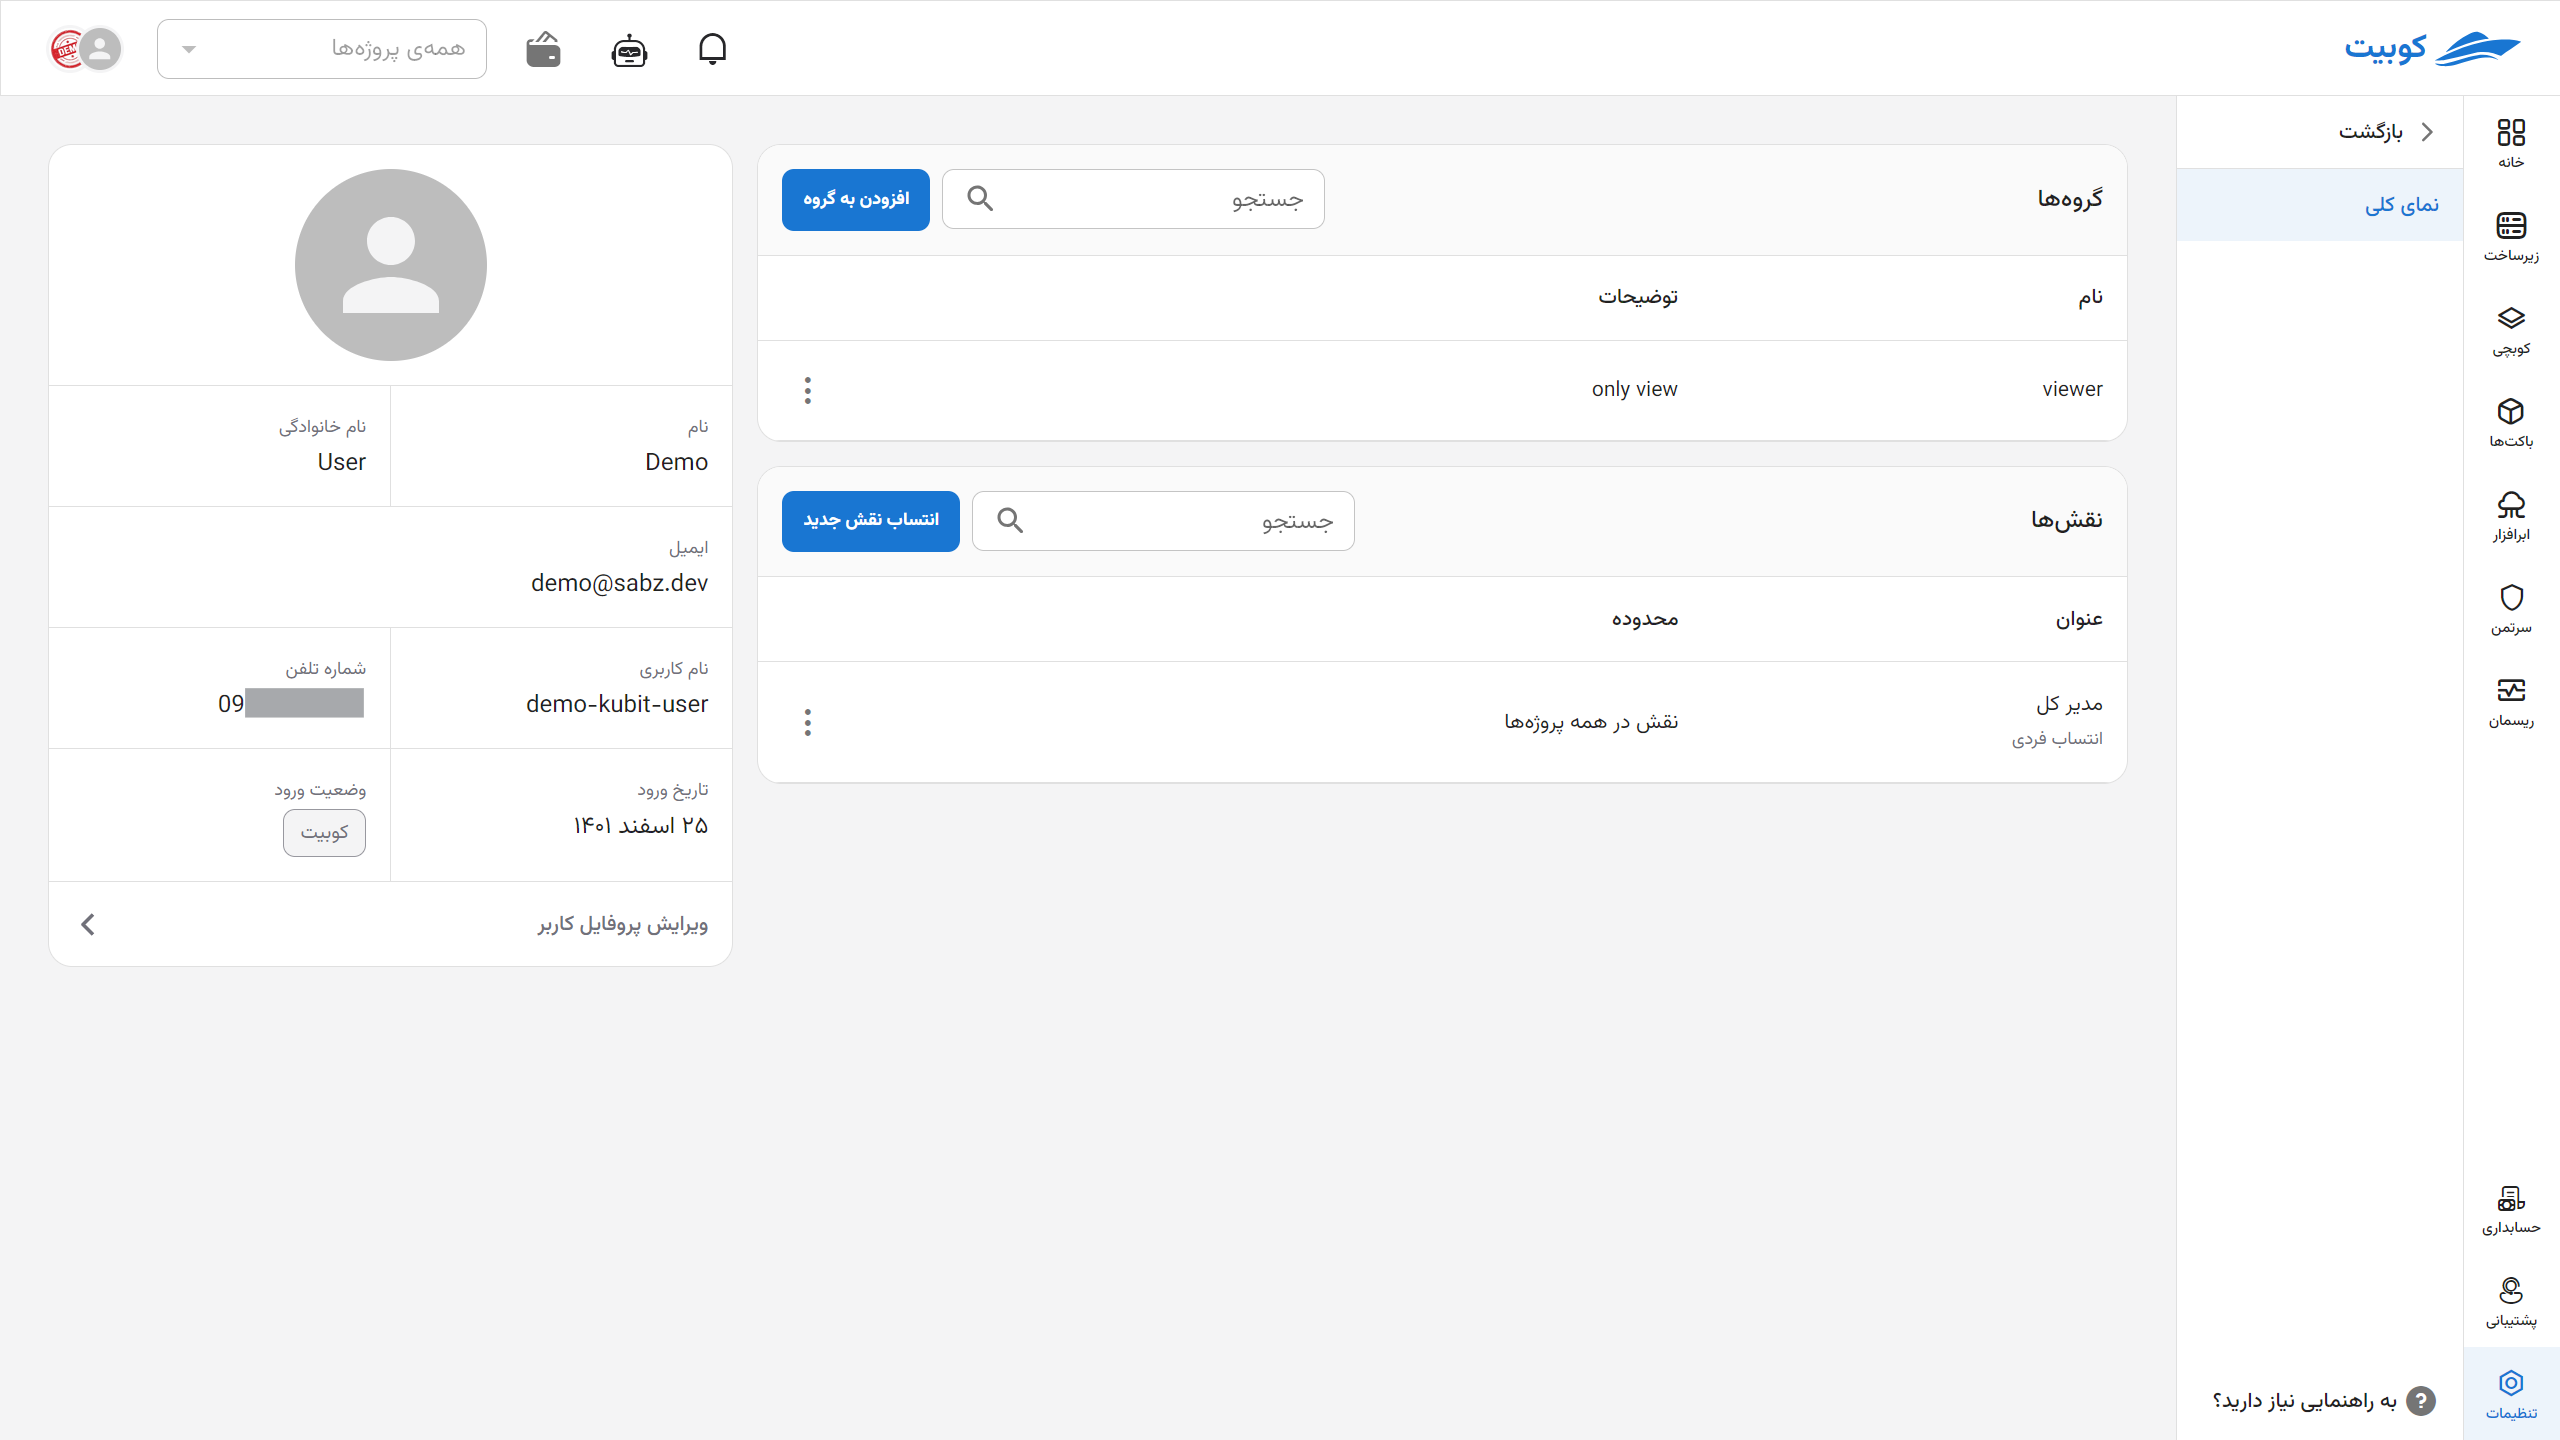 کوبیت
همه‌ی پروژه‌ها
DEM
خانه
زیرساخت
کوبچی
باکت‌ها
ابرافزار
سرتمن
ریسمان
حسابداری
پشتیبانی
تنظیمات
بازگشت
نمای کلی
به راهنمایی نیاز دارید؟
گروه‌ها
جستجو
افزودن به گروه
نام
توضیحات
viewer
only view
نقش‌ها
جستجو
انتساب نقش جدید
عنوان
محدوده
مدیر کل
انتساب فردی
نقش در همه پروژه‌ها
نام
Demo
نام خانوادگی
User
ایمیل
demo@sabz.dev
نام کاربری
demo-kubit-user
شماره تلفن
09
تاریخ ورود
۲۵ اسفند ۱۴۰۱
وضعیت ورود
کوبیت
ویرایش پروفایل کاربر